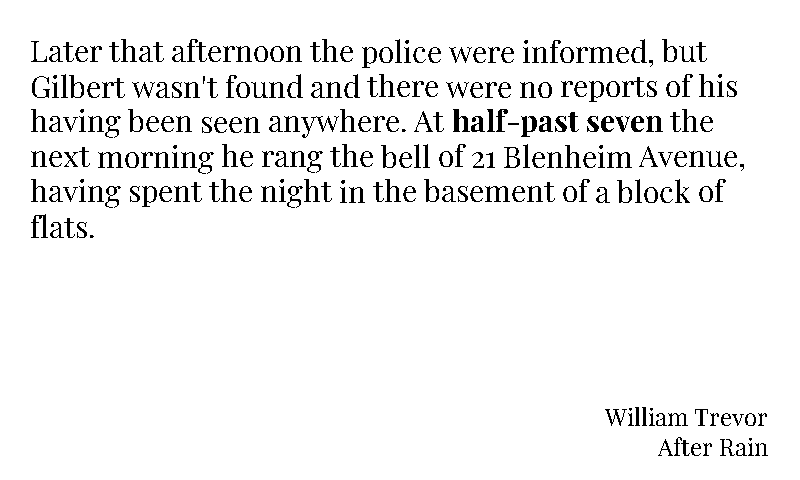 Later that afternoon the police were informed, but
Gilbert wasn't found and there were no reports of his
having been seen anywhere. At half-past seven the
next morning he rang the bell of 21 Blenheim Avenue,
having spent the night in the basement of a block of
flats.
William Trevor
After Rain